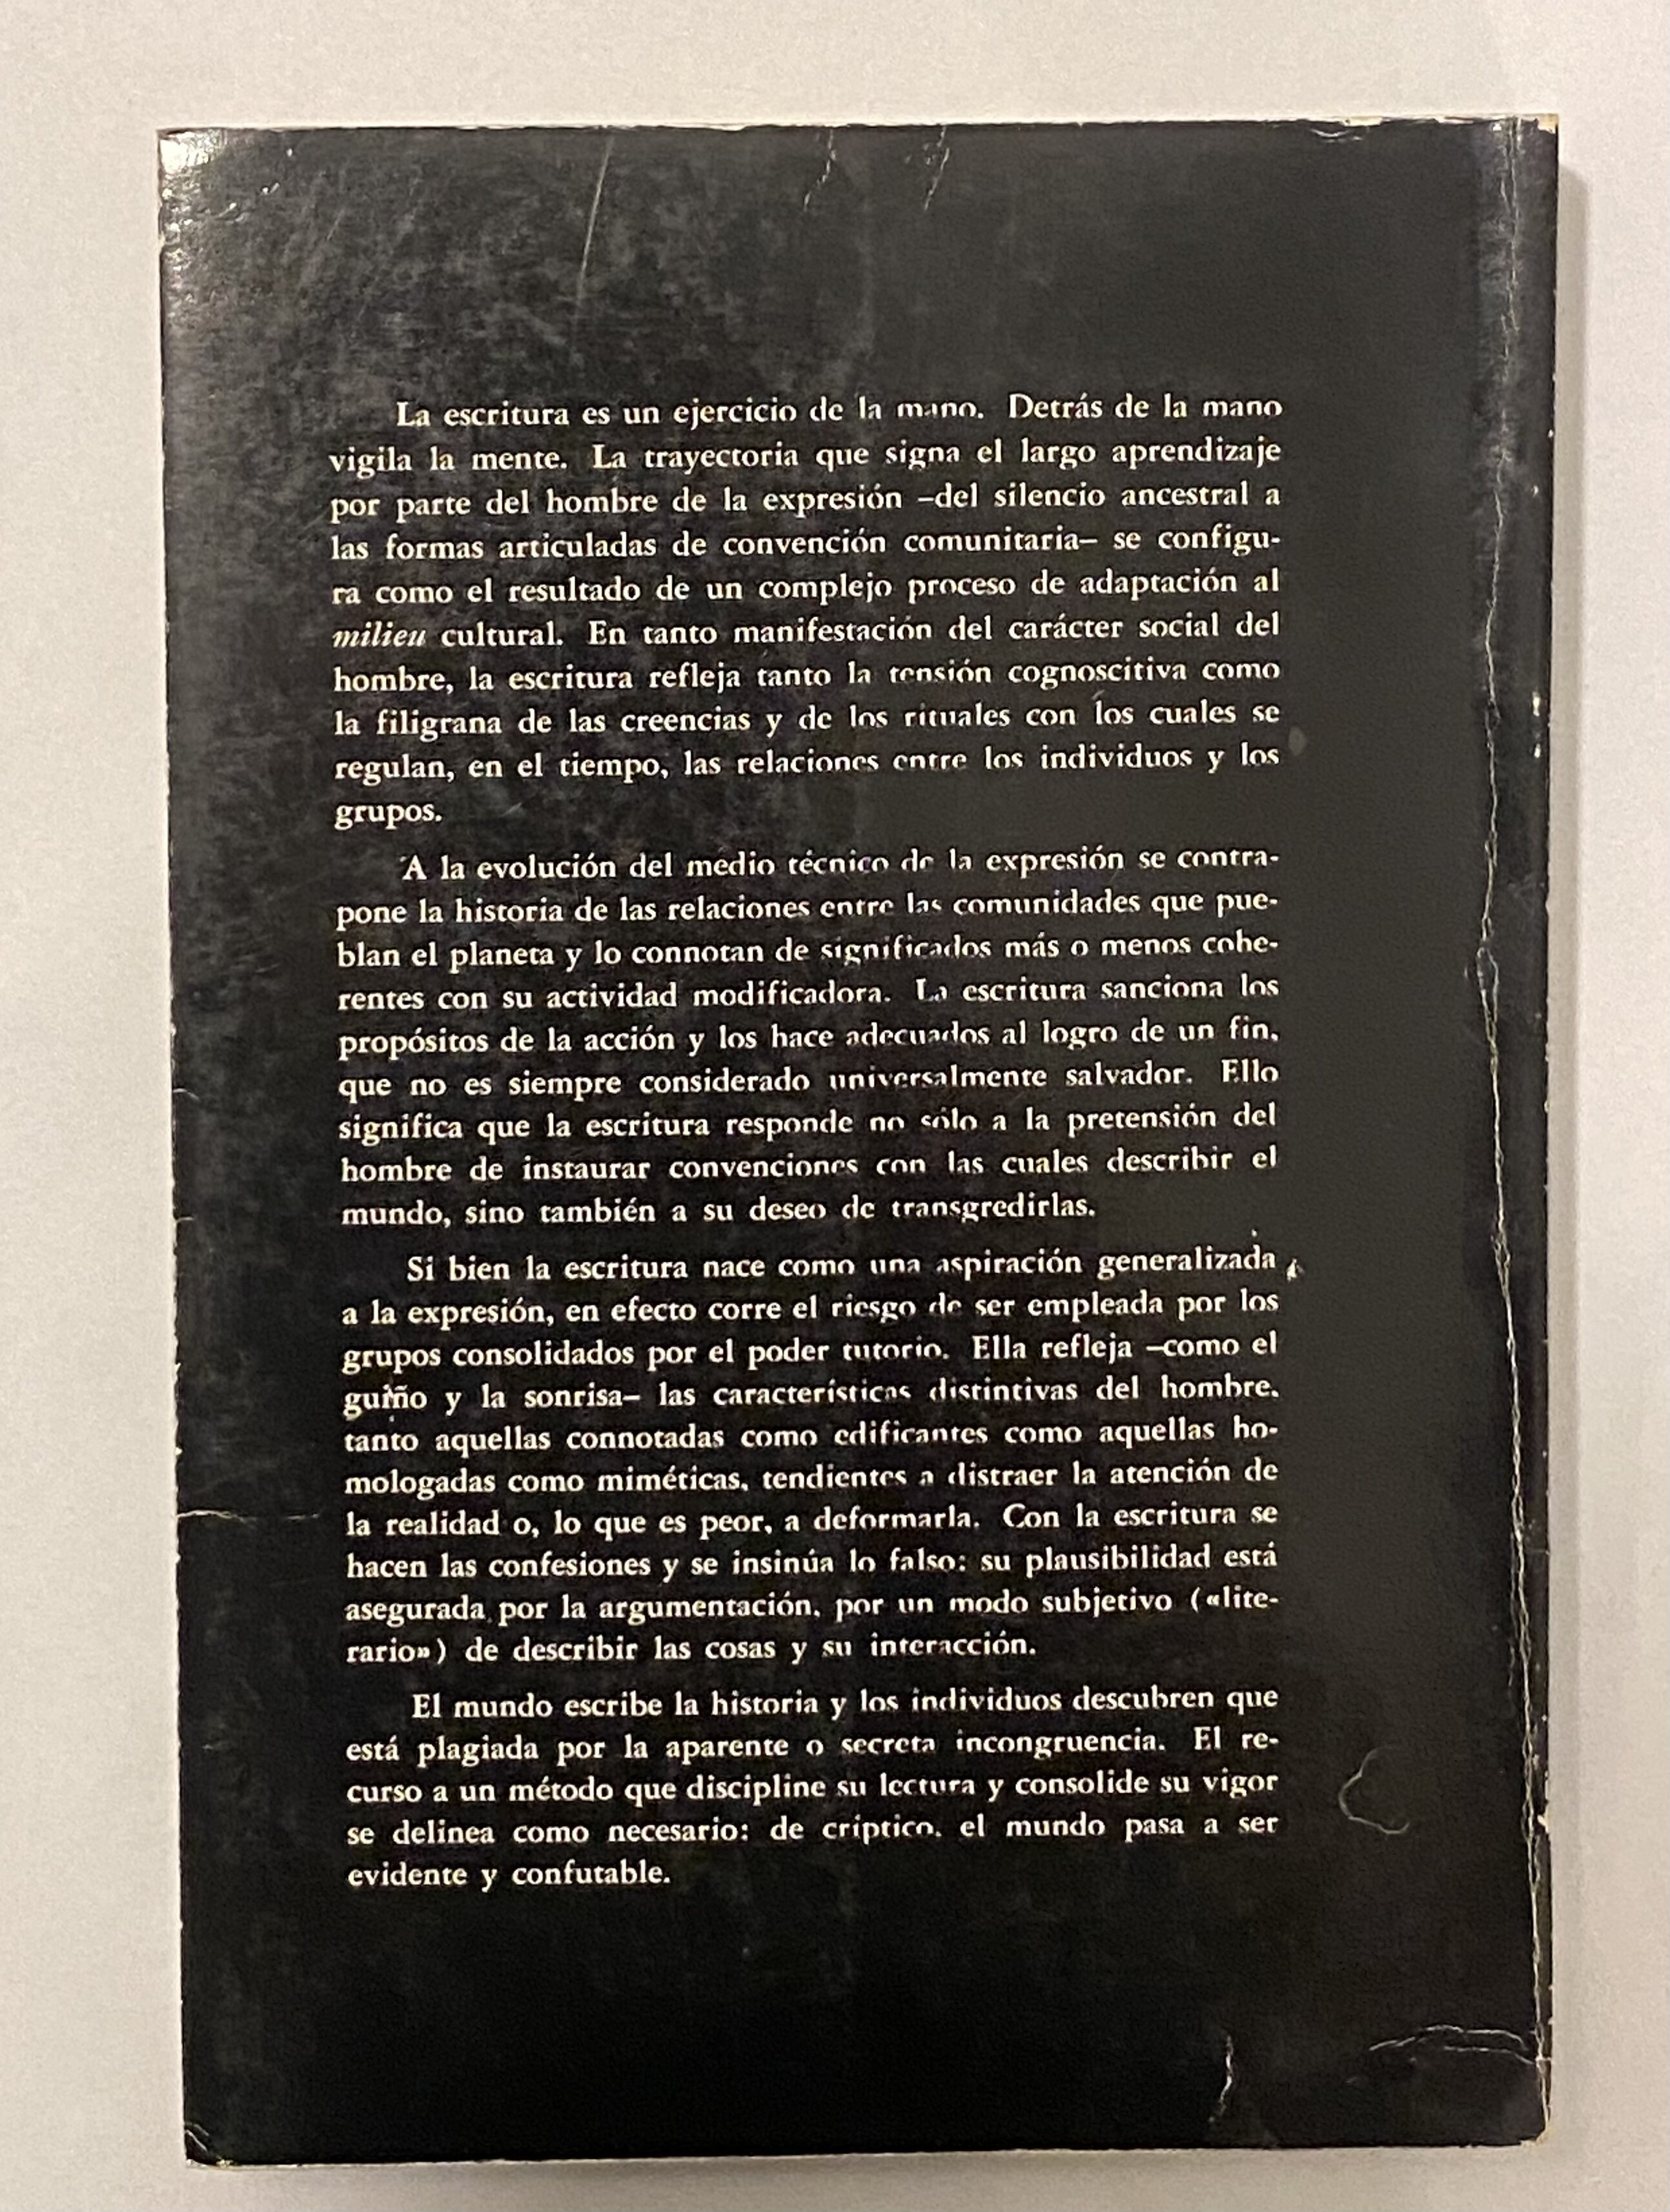 La escritura es un ejercicio de la mano. Detrás de la mano
vigila la mente. La trayectoria que signa el largo aprendizaje
por parte del hombre de la expresión –del silencio ancestral a
las formas articuladas de convención comunitaria– se configu-
ra como el resultado de un complejo proceso de adaptación al
milieu cultural. En tanto manifestación del carácter social del
hombre, la escritura refleja tanto la tensión cognoscitiva como
la filigrana de las creencias y de los rituales con los cuales se
regulan, en el tiempo, las relaciones entre los individuos y los
grupos.
A la evolución del medio técnico de la expresión se contra-
pone la historia de las relaciones entre las comunidades que pue-
blan el planeta y lo connotan de significados más o menos cohe-
rentes con su actividad modificadora. La escritura sanciona los
propósitos de la acción y los hace adecuados al logro de un fin,
que no es siempre considerado universalmente salvador. Ello
significa que la escritura responde no sólo a la pretensión del
hombre de instaurar convenciones con las cuales describir el
mundo, sino también a su deseo de transgredirlas.
Si bien la escritura nace como una aspiración generalizada
a la expresión, en efecto corre el riesgo de ser empleada por los
grupos consolidados por el poder tutorio. Ella refleja –como el
guiño y la sonrisa– las características distintivas del hombre,
tanto aquellas connotadas como edificantes como aquellas ho-
mologadas como miméticas, tendientes a distraer la atención de
la realidad o, lo que es peor, a deformarla. Con la escritura se
hacen las confesiones y se insinúa lo falso: su plausibilidad está
asegurada por la argumentación, por un modo subjetivo («lite-
rario») de describir las cosas y su interacción.
El mundo escribe la historia y los individuos descubren que
está plagiada por la aparente o secreta incongruencia. El re-
curso a un método que discipline su lectura y consolide su vigor
se delinea como necesario: de críptico, el mundo pasa a ser
evidente y confutable.